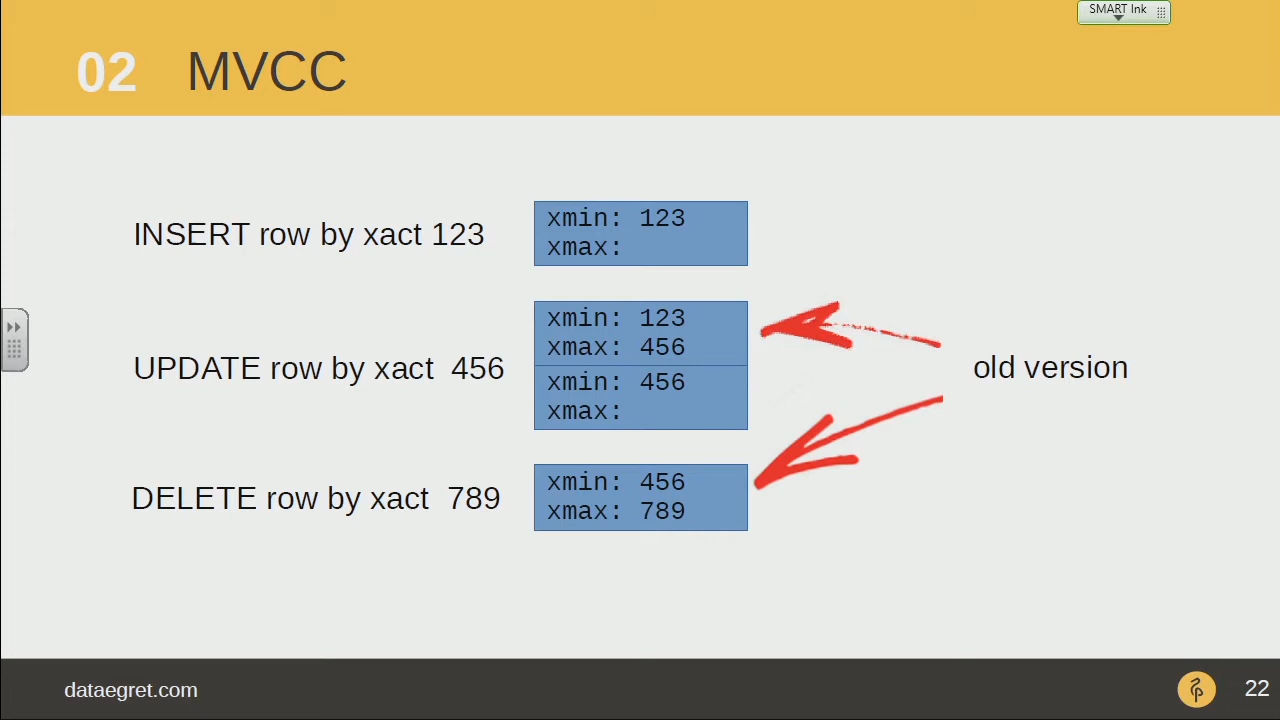 SMART Ink
02 MVCC
INSERT row by xact 123
xmin: 123
xmax:
UPDATE row by xact 456
xmin: 123
xmax: 456
xmin: 456
xmax:
old version
DELETE row by xact 789
xmin: 456
xmax: 789
dataegret.com
22